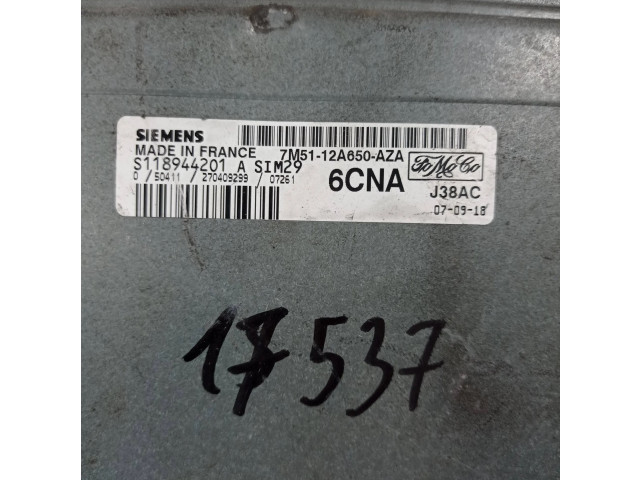 SIEMENS
MADE IN FRANCE 7M51-12A650-AZA
S118944201 A SIM29
0 /50411 /270409299 /07261
6CNA
FoMoCo
J38AC
07-09-18
17537